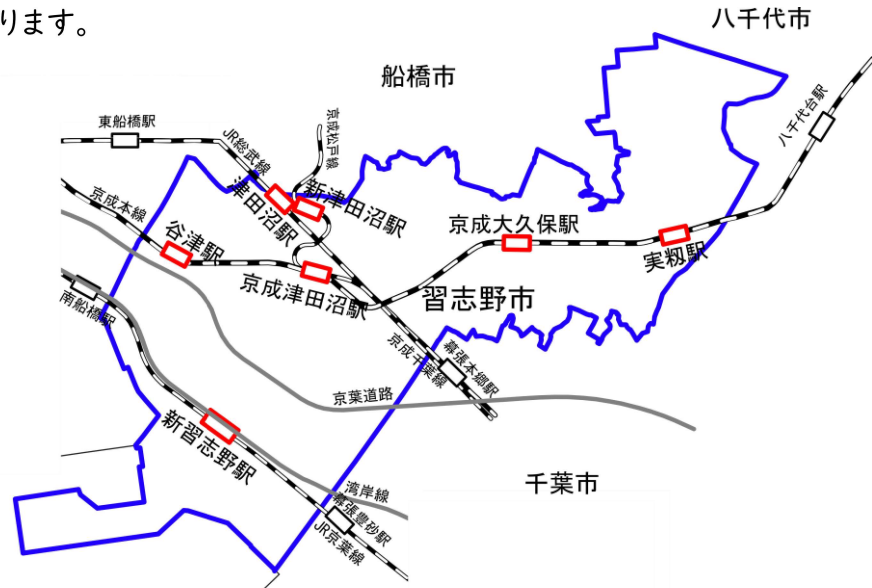 ります。
八千代市
船橋市
東船橋駅
JR総武線
京成松戸線
八千代台駅
津田沼駅
新津田沼駅
京成本線
谷津駅
京成大久保駅
実籾駅
京成津田沼駅
習志野市
南船橋駅
京成千葉線
幕張本郷駅
京葉道路
新習志野駅
千葉市
湾岸線
幕張豊砂駅
JR京葉線